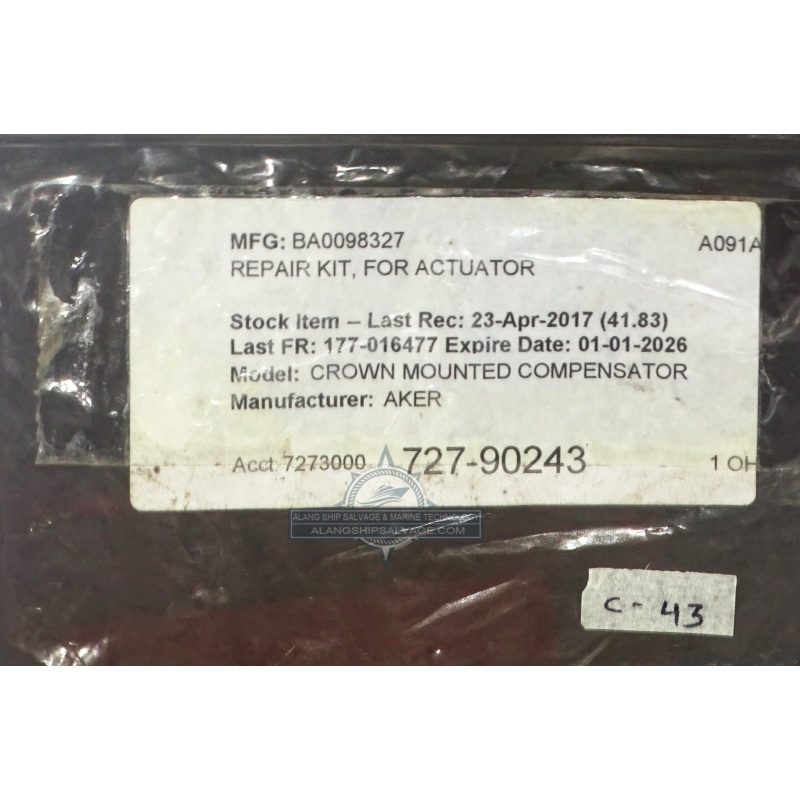 MFG: BA0098327 A091A
REPAIR KIT, FOR ACTUATOR
Stock Item – Last Rec: 23-Apr-2017 (41.83)
Last FR: 177-016477 Expire Date: 01-01-2026
Model: CROWN MOUNTED COMPENSATOR
Manufacturer: AKER
Acct 7273000 727-90243 1 OH
ALANG SHIP SALVAGE & MARINE TECHNOLOGY
ALANGSHIPSALVAGE.COM
C-43